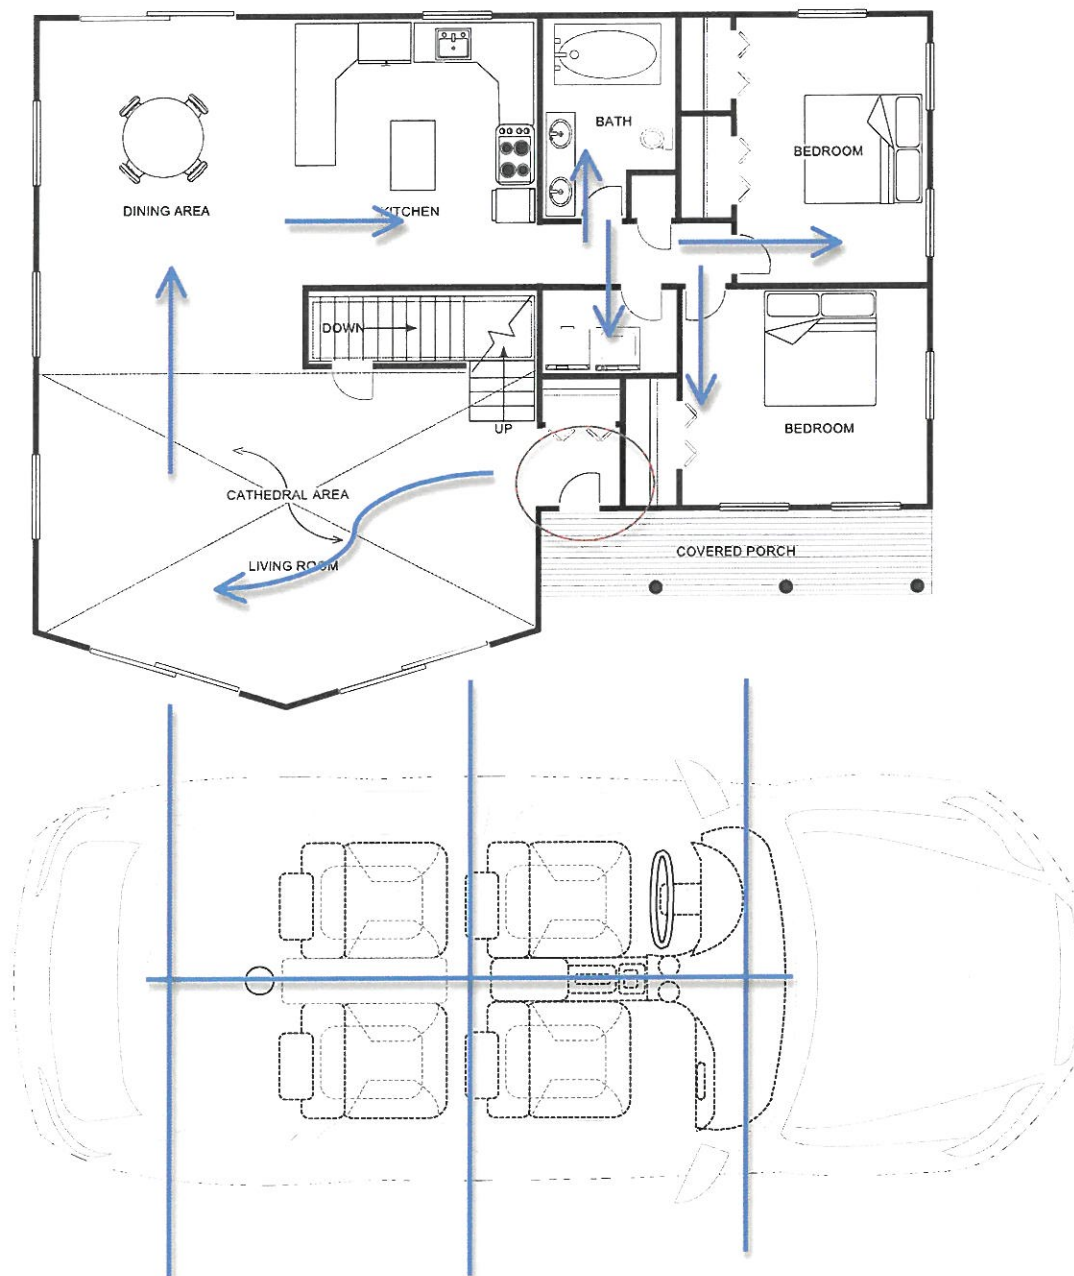 BATH
BEDROOM
DINING AREA
KITCHEN
DOWN
UP
BEDROOM
CATHEDRAL AREA
COVERED PORCH
LIVING ROOM